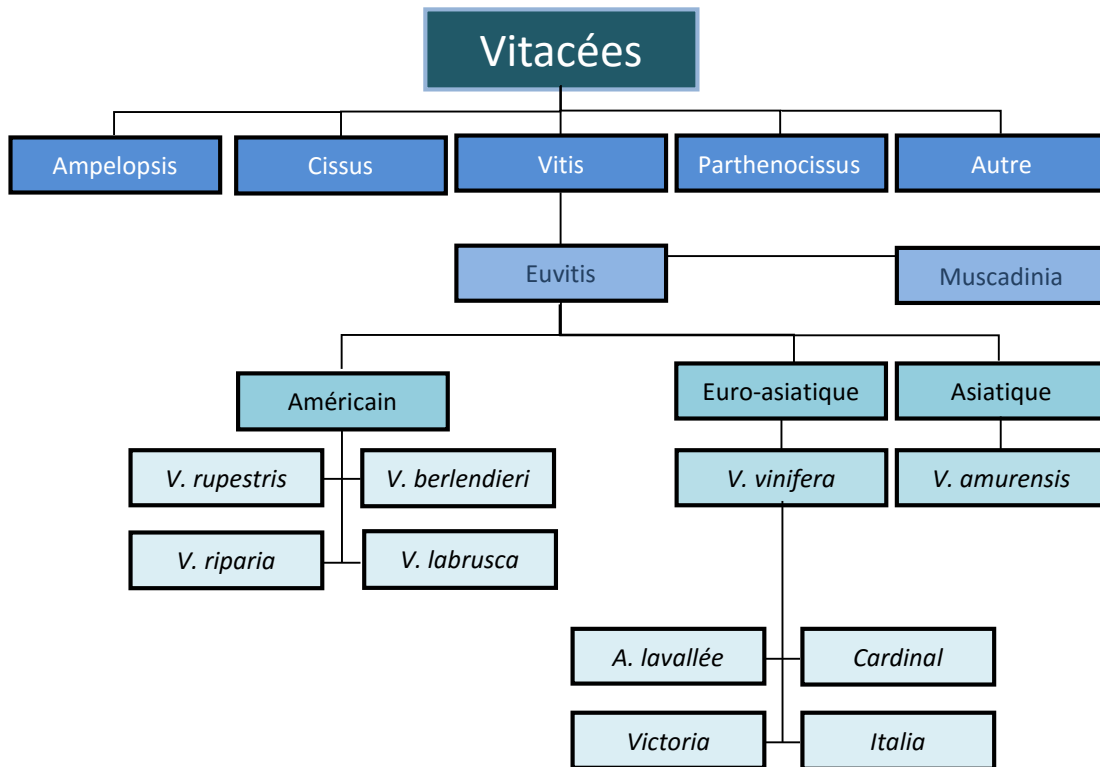 Vitacées
Ampelopsis
Cissus
Vitis
Parthenocissus
Autre
Euvitis
Muscadinia
Américain
Euro-asiatique
Asiatique
V. rupestris
V. berlendieri
V. vinifera
V. amurensis
V. riparia
V. labrusca
A. lavallée
Cardinal
Victoria
Italia